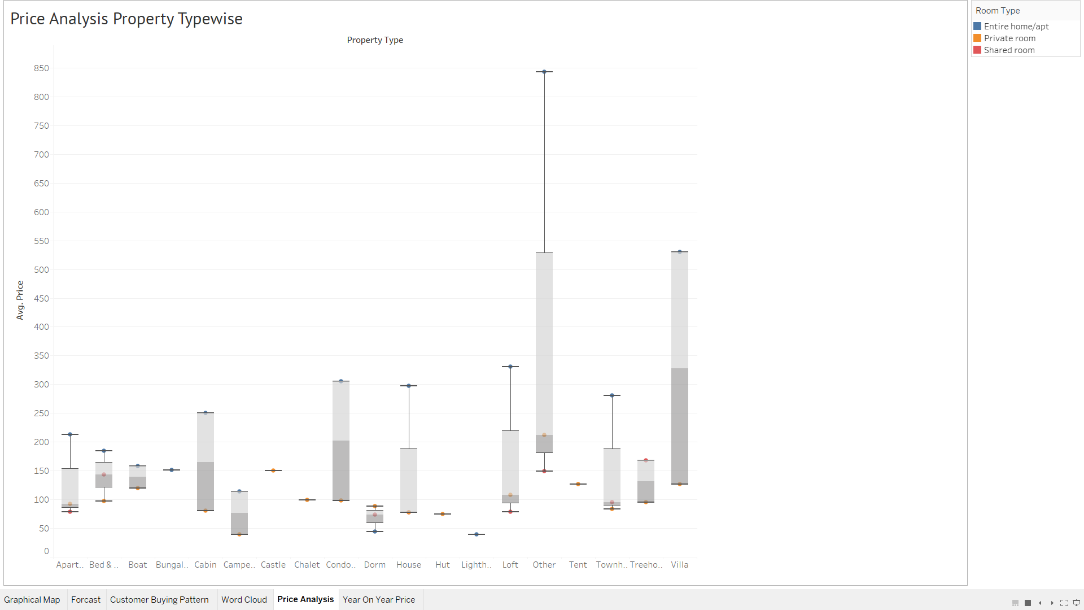 Price Analysis Property Typewise
Property Type
Room Type
Entire home/apt
Private room
Shared room
850
800
750
700
650
600
550
500
450
400
350
300
250
200
150
100
50
0
Avg. Price
Apart.. Bed & .. Boat Bungal.. Cabin Campe.. Castle Chalet Condo.. Dorm House Hut Lighth.. Loft Other Tent Townh.. Treeho.. Villa
Graphical Map Forcast Customer Buying Pattern Word Cloud Price Analysis Year On Year Price